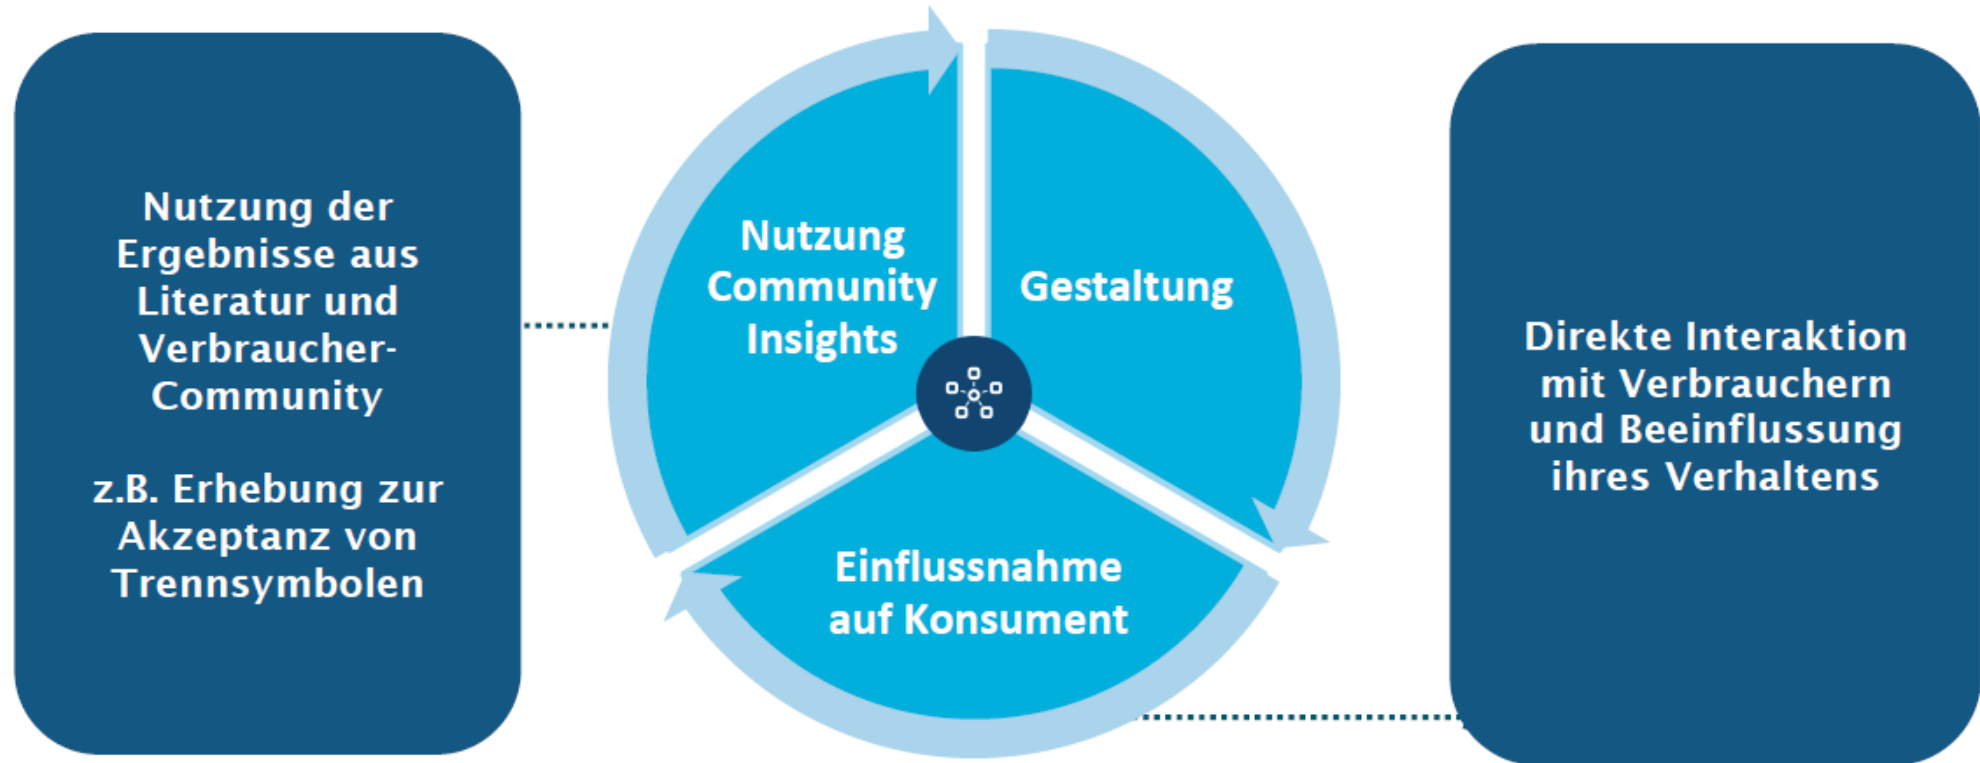 Nutzung der
Ergebnisse aus
Literatur und
Verbraucher-
Community
z.B. Erhebung zur
Akzeptanz von
Trennsymbolen
Nutzung
Community
Insights
Gestaltung
Einflussnahme
auf Konsument
Direkte Interaktion
mit Verbrauchern
und Beeinflussung
ihres Verhaltens